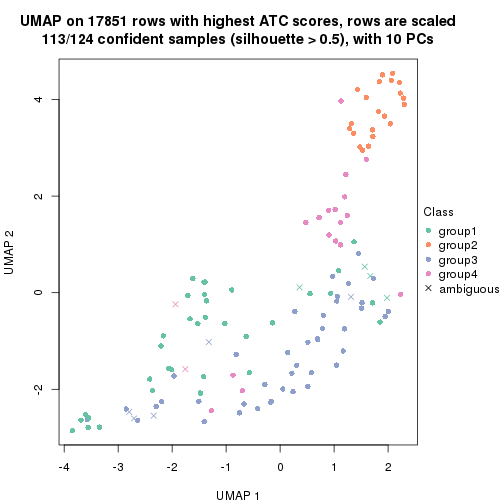 UMAP on 17851 rows with highest ATC scores, rows are scaled
113/124 confident samples (silhouette > 0.5), with 10 PCs
4
2
0
-2
UMAP 2
-4
-3
-2
-1
0
1
2
UMAP 1
Class
group1
group2
group3
group4
ambiguous